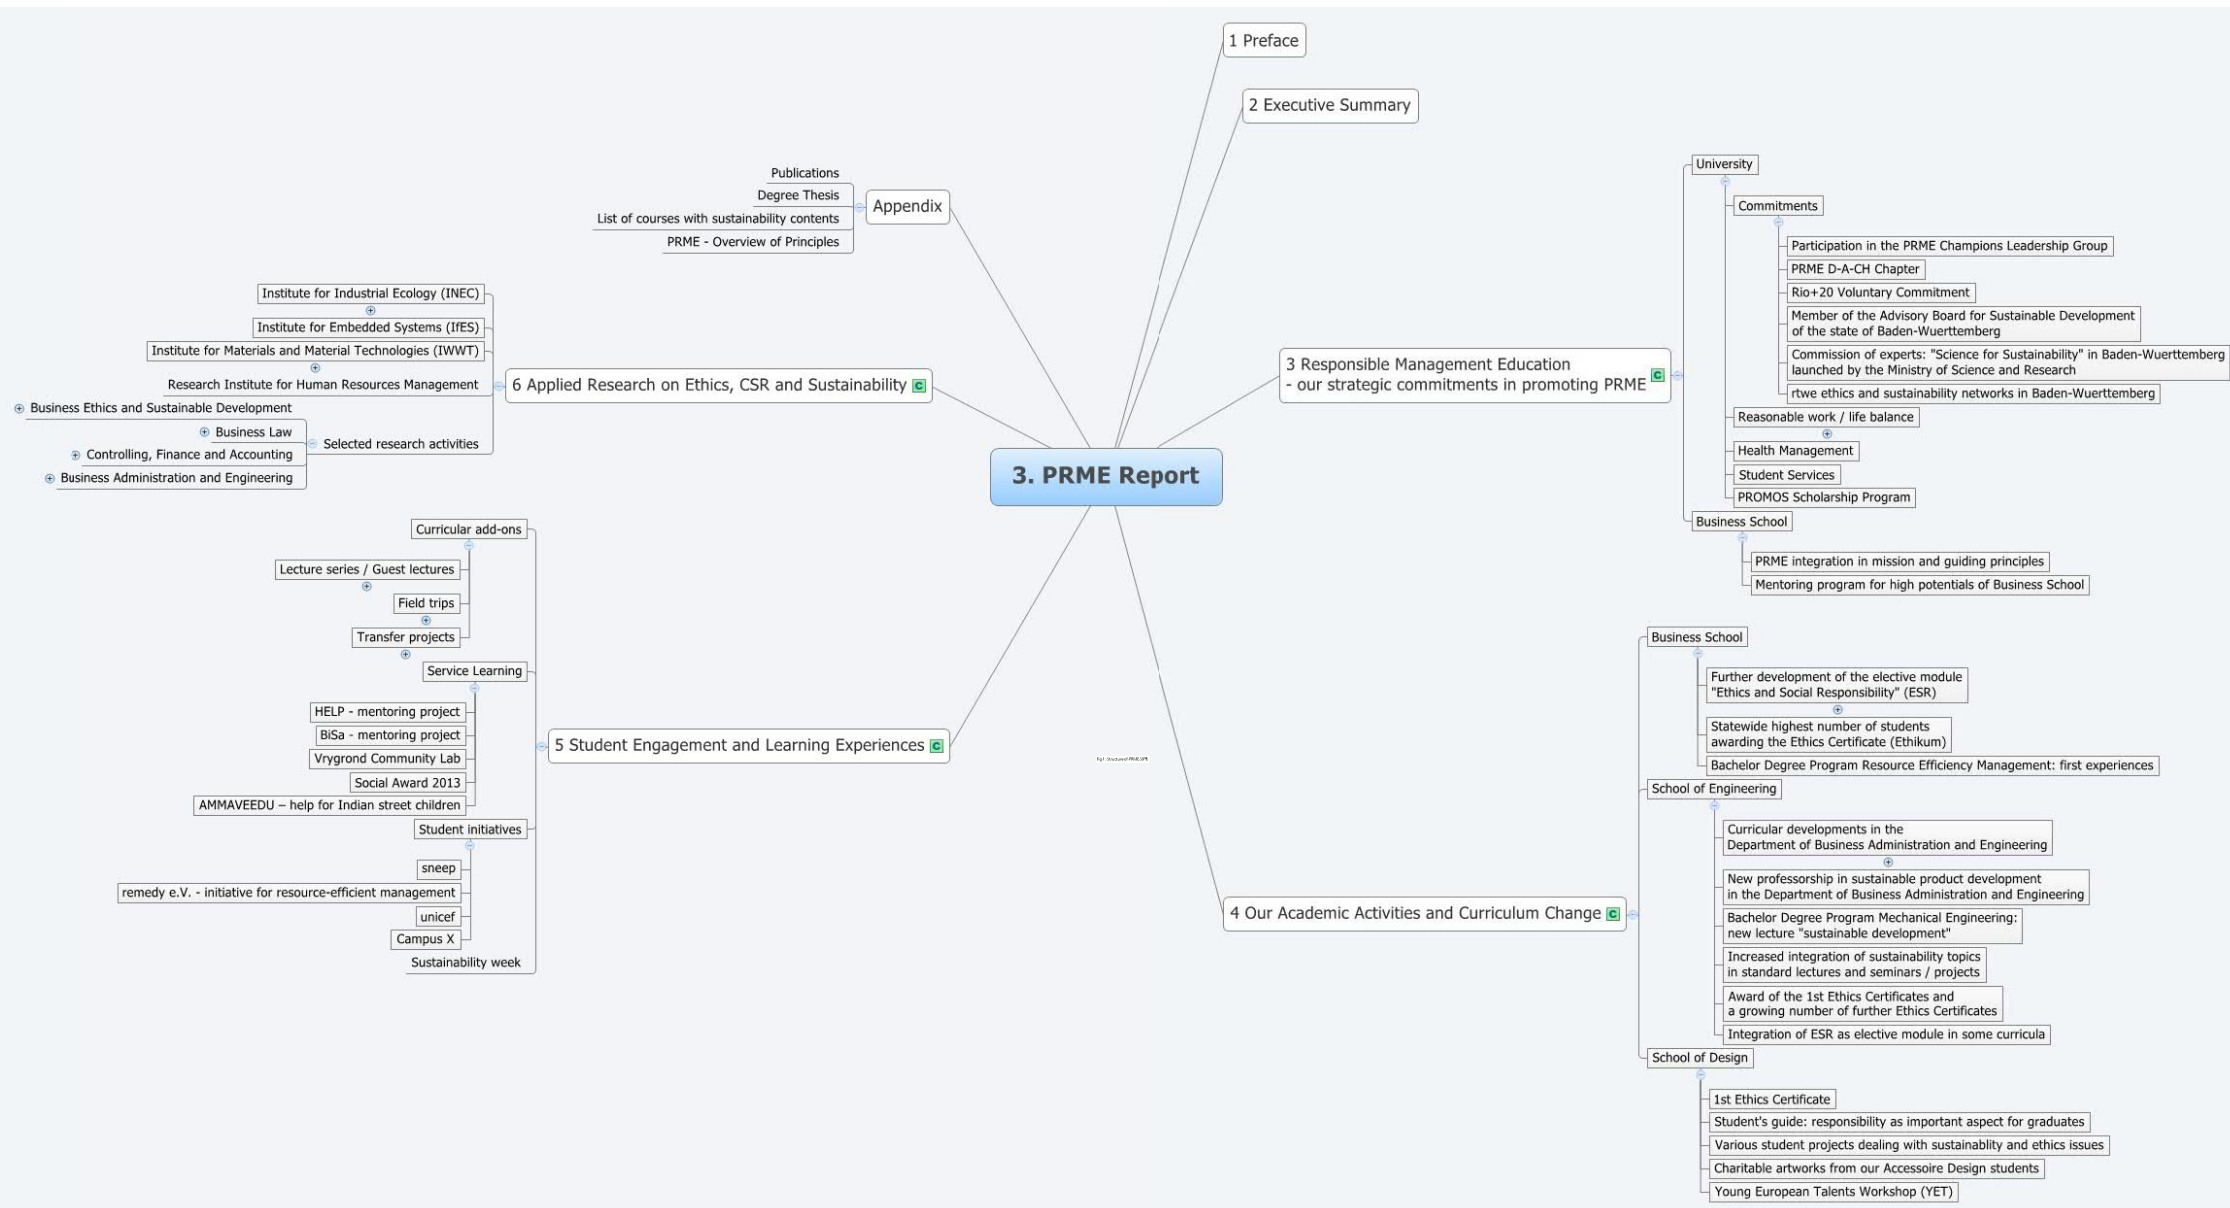 1 Preface
2 Executive Summary
Publications
Degree Thesis
List of courses with sustainability contents
PRME - Overview of Principles
Appendix
Institute for Industrial Ecology (INEC)
Institute for Embedded Systems (IfES)
Institute for Materials and Material Technologies (IWWT)
Research Institute for Human Resources Management
Business Ethics and Sustainable Development
Business Law
Controlling, Finance and Accounting
Business Administration and Engineering
Selected research activities
6 Applied Research on Ethics, CSR and Sustainability C
3 Responsible Management Education
- our strategic commitments in promoting PRME C
University
Commitments
Participation in the PRME Champions Leadership Group
PRME D-A-CH Chapter
Rio+20 Voluntary Commitment
Member of the Advisory Board for Sustainable Development
of the state of Baden-Wuerttemberg
Commission of experts: "Science for Sustainability" in Baden-Wuerttemberg
launched by the Ministry of Science and Research
rtwe ethics and sustainability networks in Baden-Wuerttemberg
Reasonable work / life balance
Health Management
Student Services
PROMOS Scholarship Program
Business School
PRME integration in mission and guiding principles
Mentoring program for high potentials of Business School
3. PRME Report
Curricular add-ons
Lecture series / Guest lectures
Field trips
Transfer projects
Service Learning
HELP - mentoring project
BiSa - mentoring project
Vrygrond Community Lab
Social Award 2013
AMMAVEEDU – help for Indian street children
Student initiatives
sneep
remedy e.V. - initiative for resource-efficient management
unicef
Campus X
Sustainability week
5 Student Engagement and Learning Experiences C
4 Our Academic Activities and Curriculum Change C
Business School
Further development of the elective module
"Ethics and Social Responsibility" (ESR)
Statewide highest number of students
awarding the Ethics Certificate (Ethikum)
Bachelor Degree Program Resource Efficiency Management: first experiences
School of Engineering
Curricular developments in the
Department of Business Administration and Engineering
New professorship in sustainable product development
in the Department of Business Administration and Engineering
Bachelor Degree Program Mechanical Engineering:
new lecture "sustainable development"
Increased integration of sustainability topics
in standard lectures and seminars / projects
Award of the 1st Ethics Certificates and
a growing number of further Ethics Certificates
Integration of ESR as elective module in some curricula
School of Design
1st Ethics Certificate
Student's guide: responsibility as important aspect for graduates
Various student projects dealing with sustainablity and ethics issues
Charitable artworks from our Accessoire Design students
Young European Talents Workshop (YET)